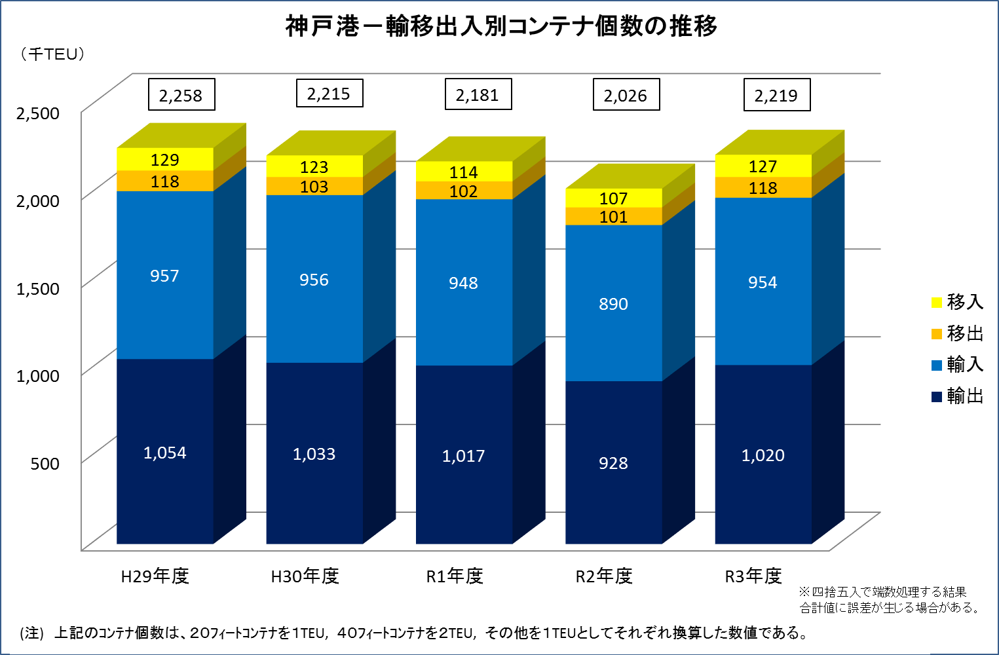 神戸港－輸移出入別コンテナ個数の推移
（千TEU）
2,258 2,215 2,181 2,026 2,219
2,500
2,000
1,500
1,000
500
129 123 114 107 127
118 103 102 101 118
957 956 948 890 954
1,054 1,033 1,017 928 1,020
移入
移出
輸入
輸出
H29年度 H30年度 R1年度 R2年度 R3年度
※四捨五入で端数処理する結果
合計値に誤差が生じる場合がある。
(注) 上記のｺﾝﾃﾅ個数は、２０ﾌｨｰﾄｺﾝﾃﾅを１TEU, ４０ﾌｨｰﾄｺﾝﾃﾅを２TEU, その他を１TEUとしてそれぞれ換算した数値である。